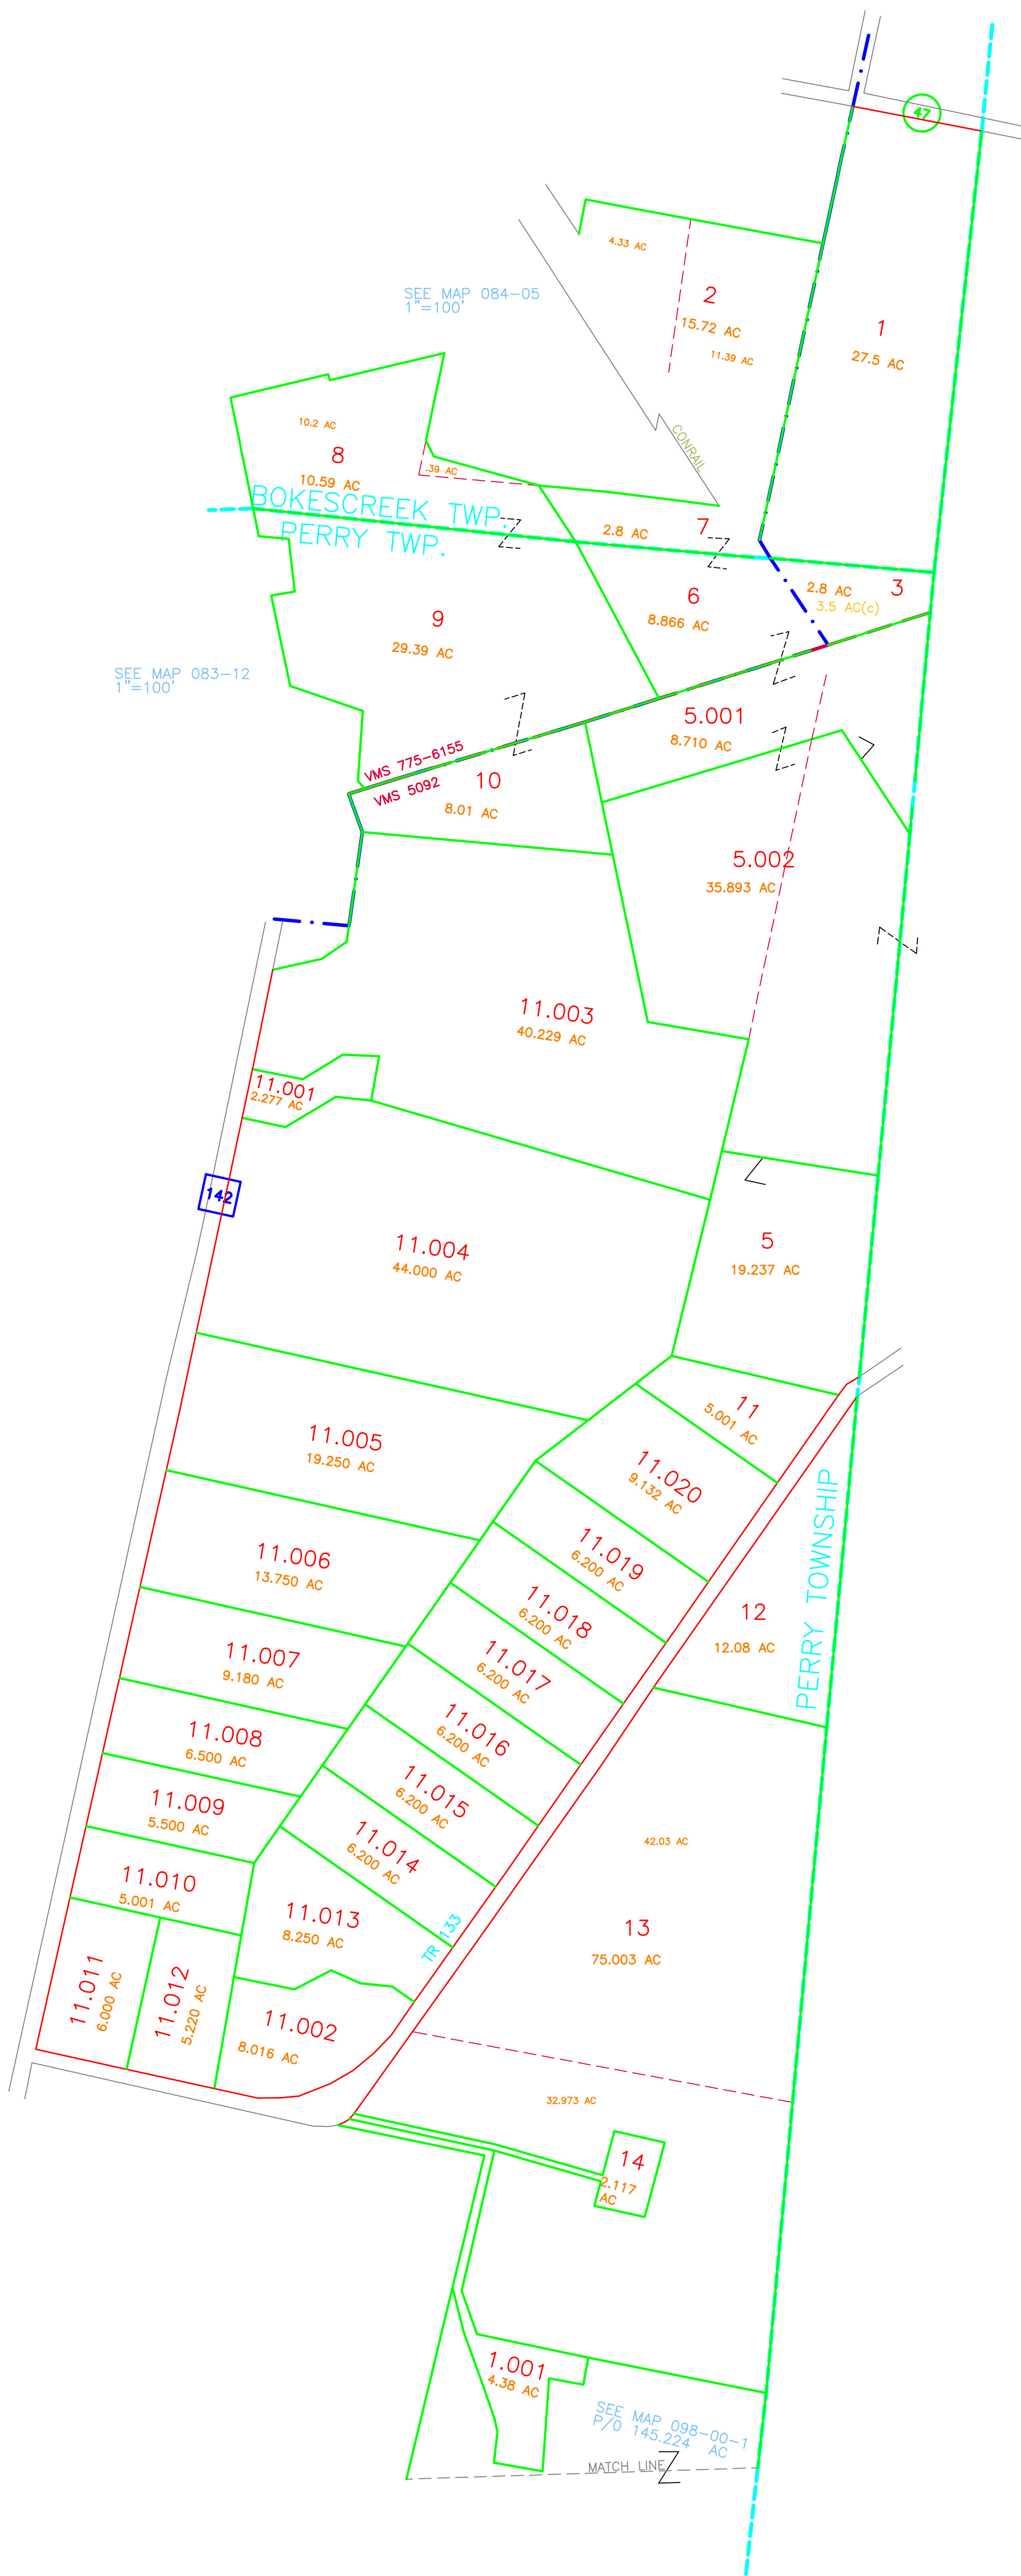 47
4.33 AC
2
15.72 AC
11.39 AC
1
27.5 AC
SEE MAP 084-05
1"=100'
CONRAIL
10.2 AC
8
10.59 AC
.39 AC
BOKESCREEK TWP.
PERRY TWP.
7
2.8 AC
3
2.8 AC
3.5 AC(c)
6
8.866 AC
9
29.39 AC
SEE MAP 083-12
1"=100'
5.001
8.710 AC
VMS 775-6155
VMS 5092
10
8.01 AC
5.002
35.893 AC
11.003
40.229 AC
11.001
2.277 AC
142
11.004
44.000 AC
5
19.237 AC
11
5.001 AC
11.005
19.250 AC
11.020
9.132 AC
11.006
13.750 AC
11.019
6.200 AC
11.018
6.200 AC
12
12.08 AC
PERRY TOWNSHIP
11.007
9.180 AC
11.017
6.200 AC
11.008
6.500 AC
11.016
6.200 AC
11.009
5.500 AC
11.015
6.200 AC
11.014
6.200 AC
42.03 AC
11.010
5.001 AC
11.013
8.250 AC
TR 133
13
75.003 AC
11.011
6.000 AC
11.012
5.220 AC
11.002
8.016 AC
32.973 AC
14
2.117
AC
1.001
4.38 AC
SEE MAP 098-00-1
P/O 145.224 AC
MATCH LINE